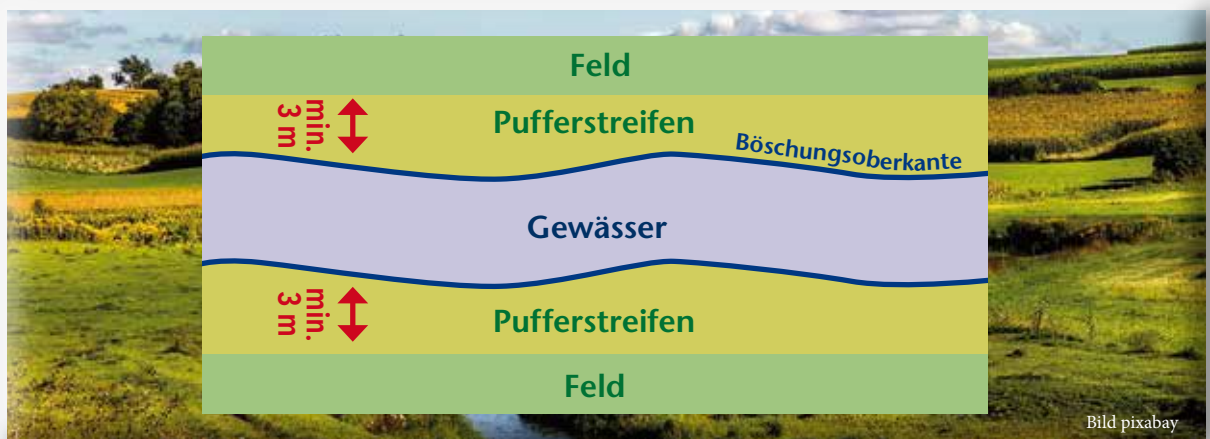 Feld
min.
3 m
Pufferstreifen
Böschungsoberkante
Gewässer
min.
3 m
Pufferstreifen
Feld
Bild pixabay